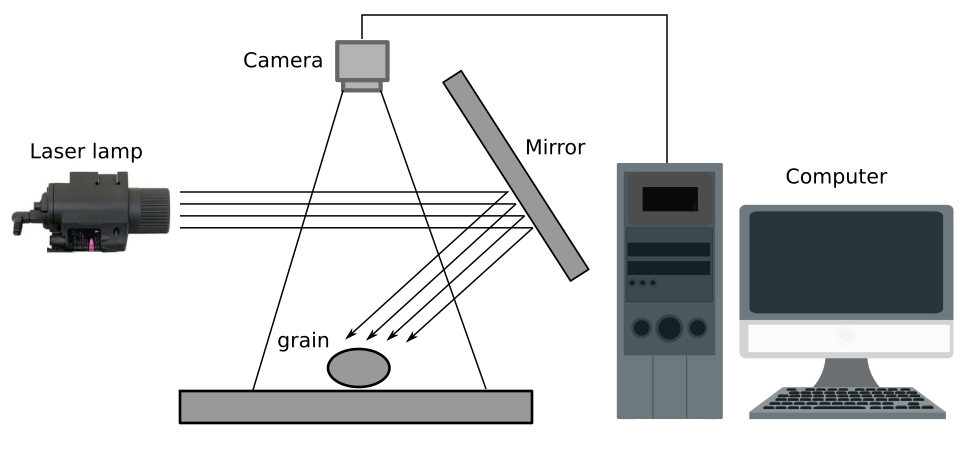 Camera
Mirror
Laser lamp
Computer
grain